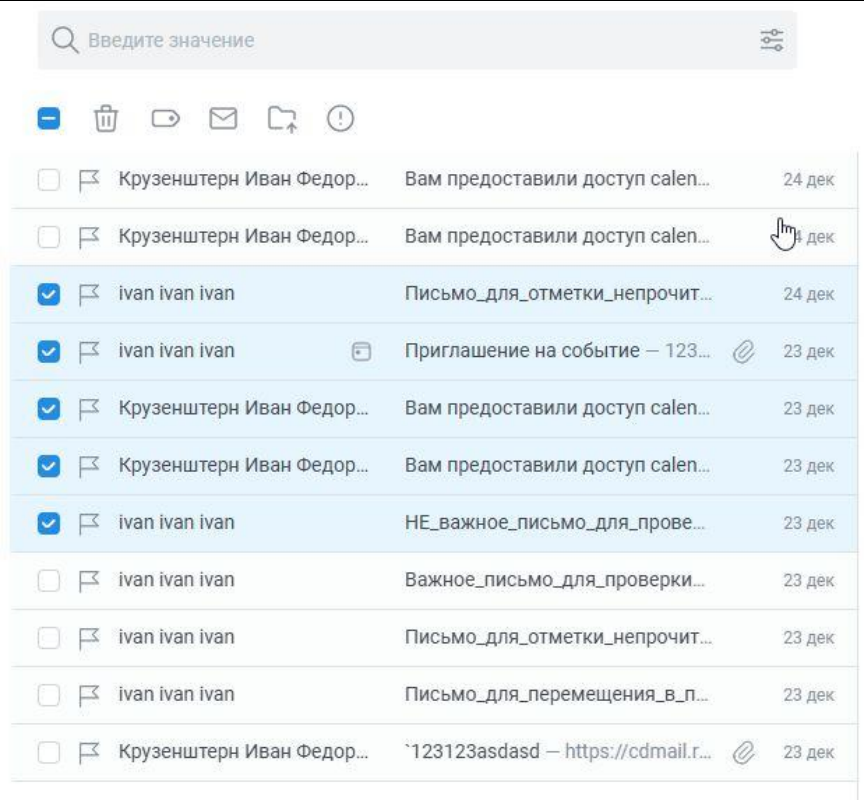 Введите значение
Крузенштерн Иван Федор... Вам предоставили доступ calen... 24 дек
Крузенштерн Иван Федор... Вам предоставили доступ calen... дек
ivan ivan ivan Письмо_для_отметки_непрочит... 24 дек
ivan ivan ivan Приглашение на событие — 123... 23 дек
Крузенштерн Иван Федор... Вам предоставили доступ calen... 23 дек
Крузенштерн Иван Федор... Вам предоставили доступ calen... 23 дек
ivan ivan ivan НЕ_важное_письмо_для_прове... 23 дек
ivan ivan ivan Важное_письмо_для_проверки... 23 дек
ivan ivan ivan Письмо_для_отметки_непрочит... 23 дек
ivan ivan ivan Письмо_для_перемещения_в_п... 23 дек
Крузенштерн Иван Федор... `123123asdasd — https://cdmail.r... 23 дек